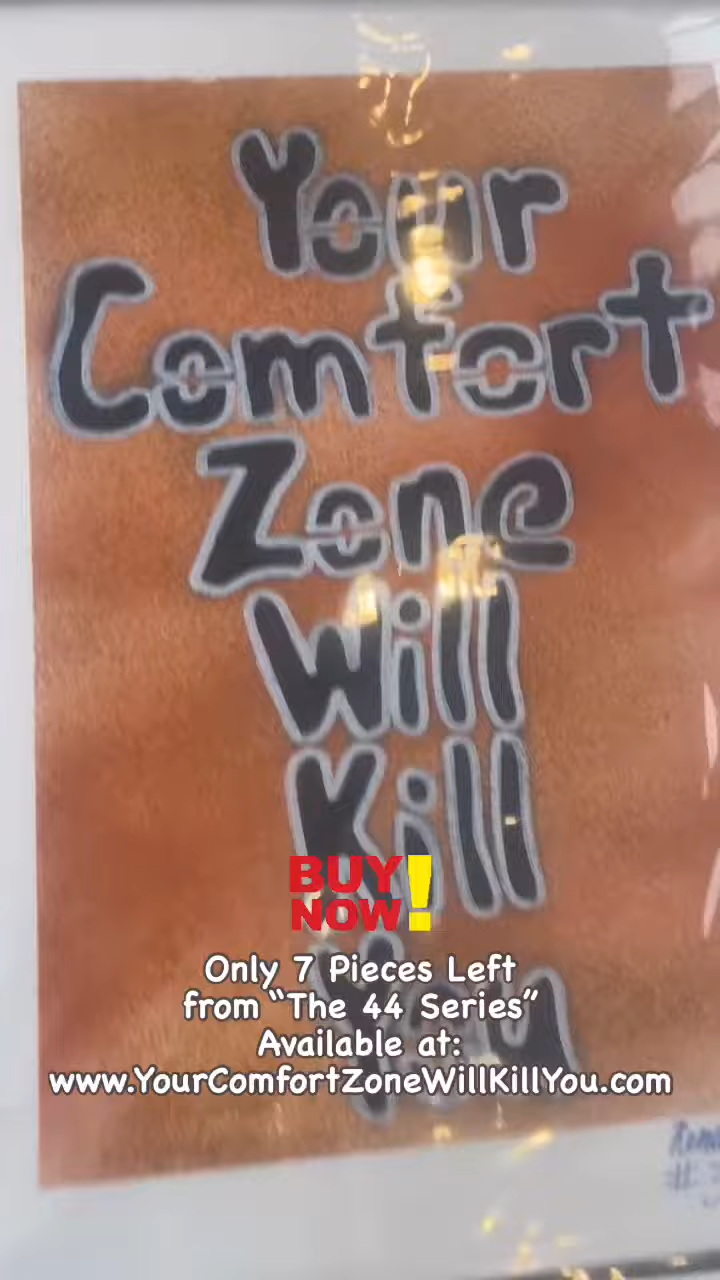 Your
Comfort
Zone
Will
Kill
You
BUY
NOW!
Only 7 Pieces Left
from “The 44 Series”
Available at:
www.YourComfortZoneWillKillYou.com